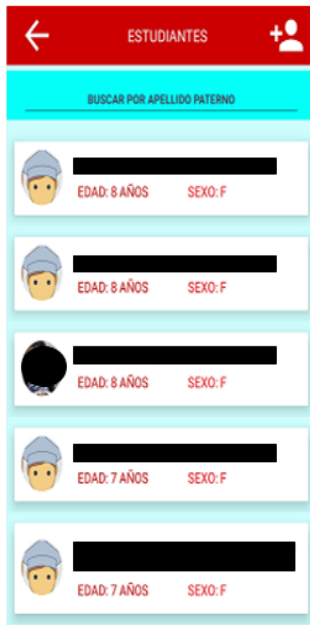 ESTUDIANTES
BUSCAR POR APELLIDO PATERNO
EDAD: 8 AÑOS SEXO: F
EDAD: 8 AÑOS SEXO: F
EDAD: 8 AÑOS SEXO: F
EDAD: 7 AÑOS SEXO: F
EDAD: 7 AÑOS SEXO: F